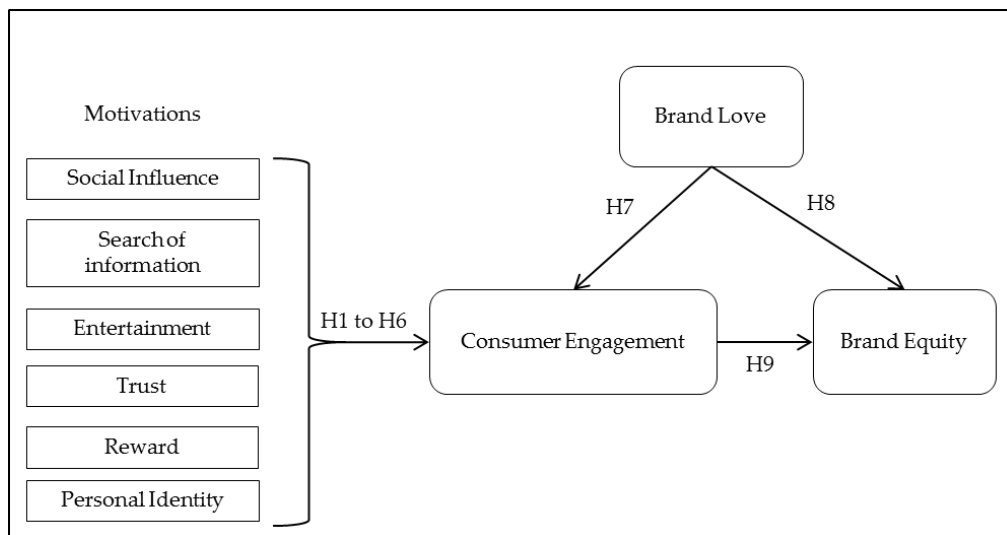 Motivations
Social Influence
Search of
information
Entertainment
Trust
Reward
Personal Identity
H1 to H6
Brand Love
H7
H8
Consumer Engagement
H9
Brand Equity